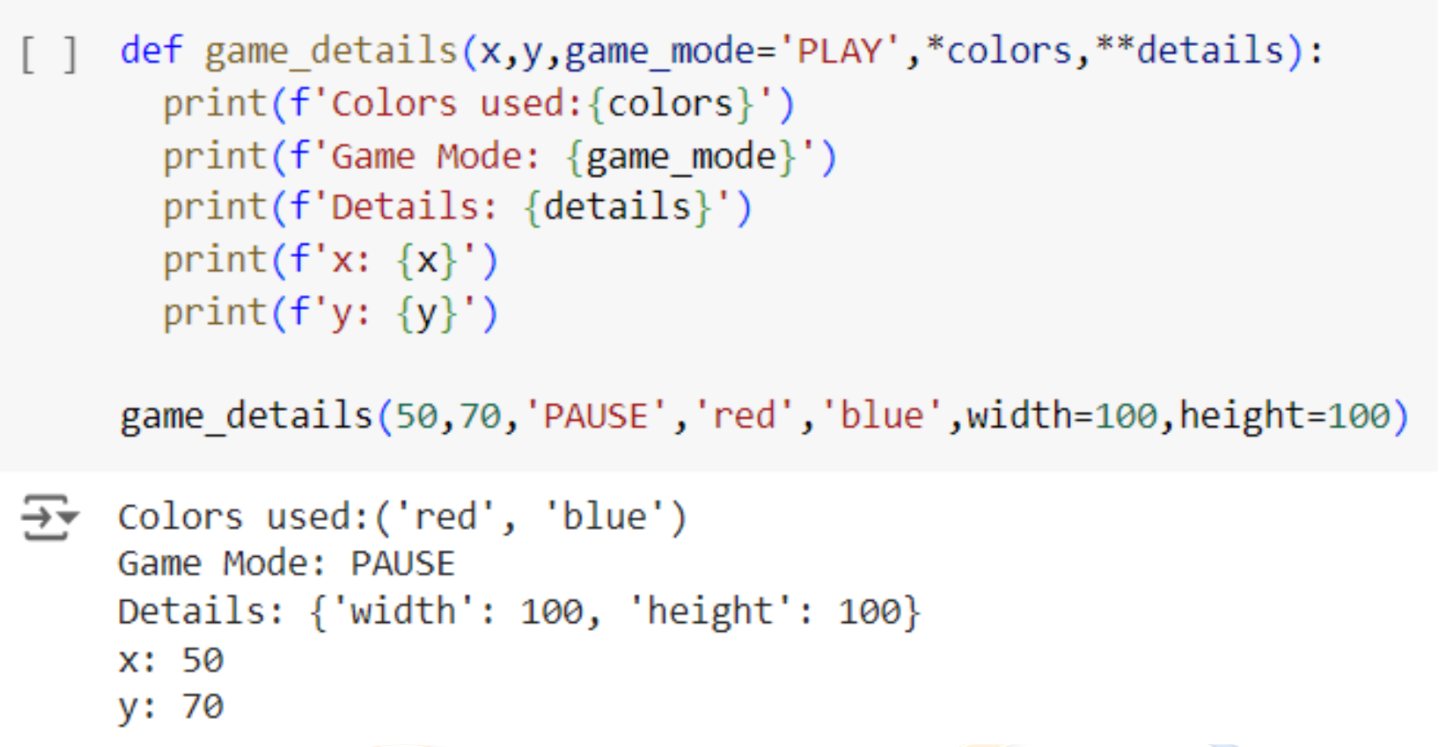 [ ] def game_details(x,y,game_mode='PLAY',*colors,**details):
print(f'Colors used:{colors}')
print(f'Game Mode: {game_mode}')
print(f'Details: {details}')
print(f'x: {x}')
print(f'y: {y}')
game_details(50,70,'PAUSE','red','blue',width=100,height=100)
Colors used:('red', 'blue')
Game Mode: PAUSE
Details: {'width': 100, 'height': 100}
x: 50
y: 70